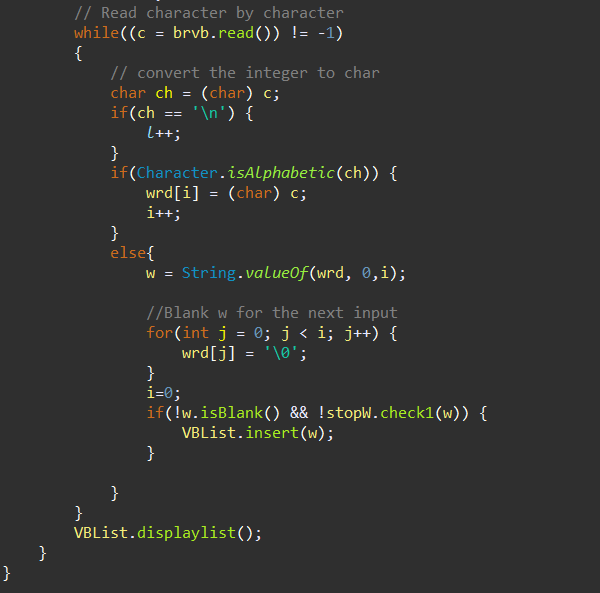 // Read character by character
while((c = brvb.read()) != -1)
{
// convert the integer to char
char ch = (char) c;
if(ch == '\n') {
l++;
}
if(Character.isAlphabetic(ch)) {
wrd[i] = (char) c;
i++;
}
else{
w = String.valueOf(wrd, 0,i);
//Blank w for the next input
for(int j = 0; j < i; j++) {
wrd[j] = '\0';
}
i=0;
if(!w.isBlank() && !stopW.check1(w)) {
VBList.insert(w);
}
}
}
VBList.displaylist();
}
}